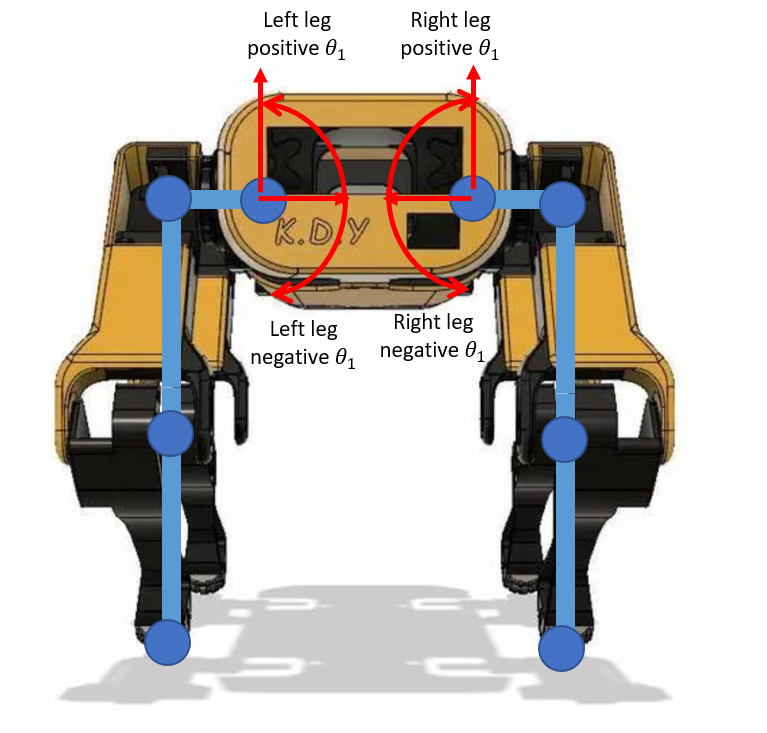 Left leg
positive θ₁
Right leg
positive θ₁
K.D.Y
Left leg
negative θ₁
Right leg
negative θ₁